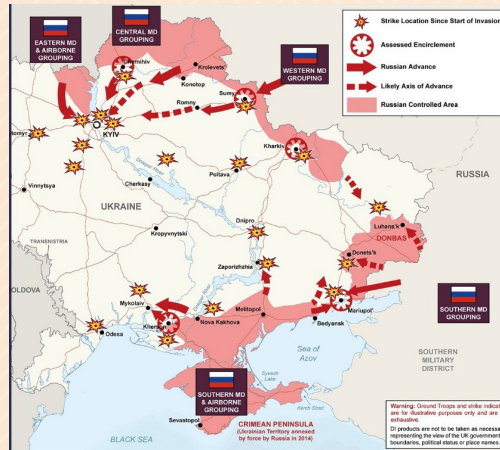 EASTERN MD
& AIRBORNE
GROUPING
CENTRAL MD
GROUPING
WESTERN MD
GROUPING
Strike Location Since Start of Invasion
Assessed Encirclement
Russian Advance
Likely Axis of Advance
Russian Controlled Area
Chernihiv
Krolevets
Konotop
Sumy
Romny
KYIV
Kharkiv
RUSSIA
Poltava
Vinnytsya
Cherkasy
UKRAINE
Luhans'k
DONBAS
Dnipro
Kropyvnytski
TRANSNISTRIA
Donets'k
Zaporizhzhia
MOLDOVA
Mykolaiv
Mariupol'
SOUTHERN MD
GROUPING
Melitopol
Kherson
Nova Kakhova
Bedyansk
Odesa
Sea of
Azov
SOUTHERN
MILITARY
DISTRICT
SOUTHERN MD
& AIRBORNE
GROUPING
Kerch Strait
Sevastopol
CRIMEAN PENINSULA
(Ukrainian Territory annexed
by force by Russia in 2014)
BLACK SEA
Warning: Ground Troops and strike indicat
are for illustrative purposes only and are
exhaustive.
DI products are not to be taken as necessa
representing the view of the UK government
boundaries, political status or place names.